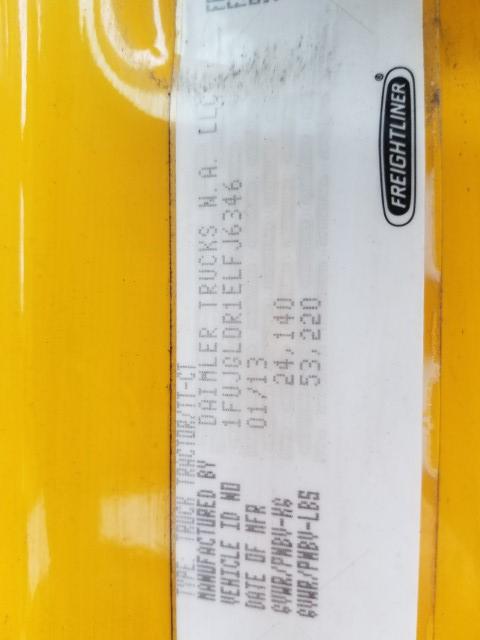 TYPE: TRUCK TRACTOR/TT-CT
MANUFACTURED BY DAIMLER TRUCKS N.A. LLC
VEHICLE ID NO 1FUJGLDR1ELFJ6346
DATE OF MFR 01/13
GVWR/PNBV-KG 24,140
GVWR/PNBV-LBS 53,220
FREIGHTLINER®